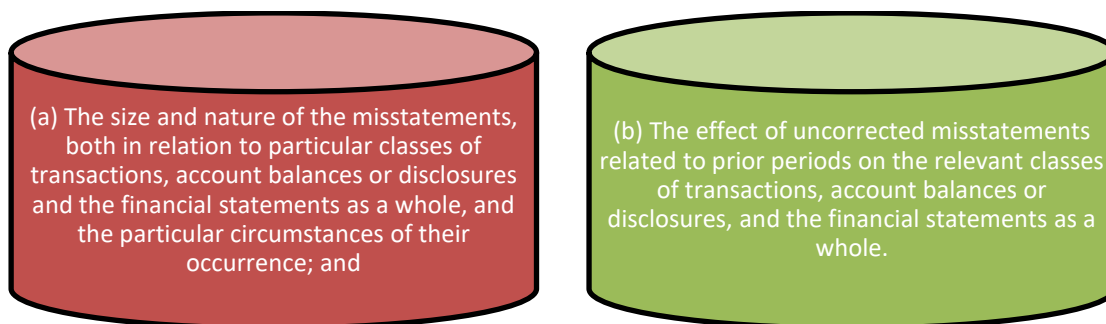 (a) The size and nature of the misstatements,
both in relation to particular classes of
transactions, account balances or disclosures
and the financial statements as a whole, and
the particular circumstances of their
occurrence; and
(b) The effect of uncorrected misstatements
related to prior periods on the relevant classes
of transactions, account balances or
disclosures, and the financial statements as a
whole.